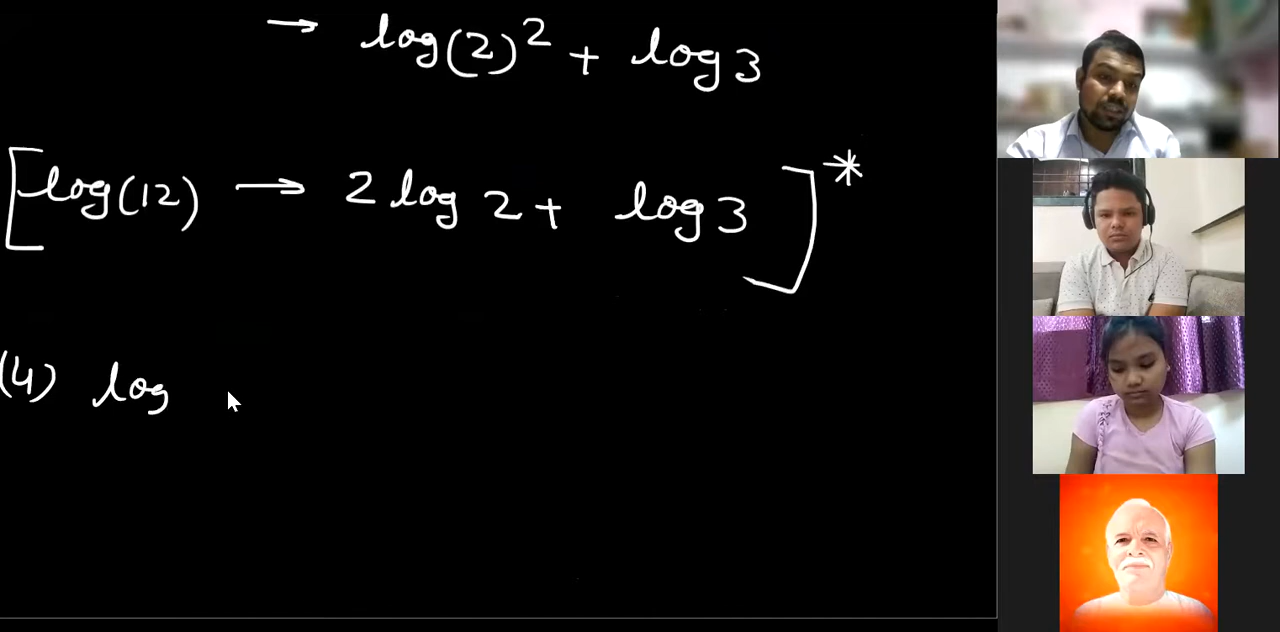 → log(2)² + log 3
[log(12) → 2 log 2 + log 3]*
(4) log